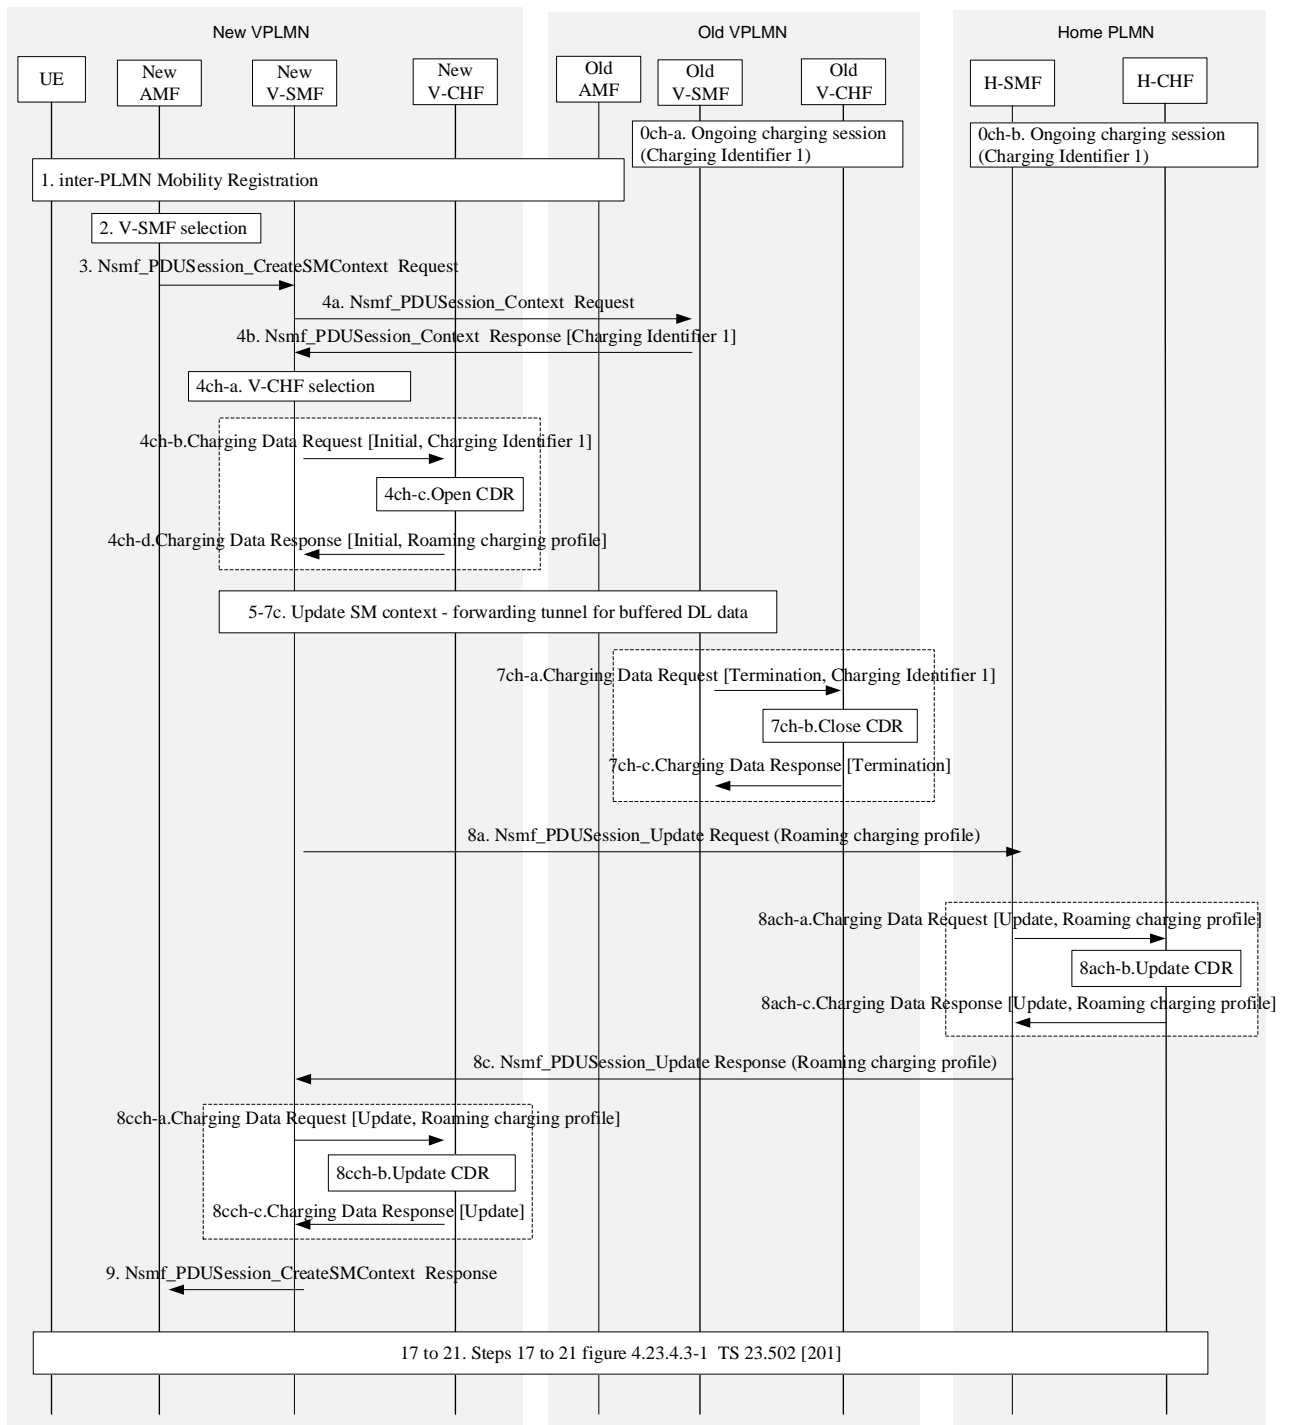 New VPLMN
Old VPLMN
Home PLMN
UE
New
AMF
New
V-SMF
New
V-CHF
Old
AMF
Old
V-SMF
Old
V-CHF
H-SMF
H-CHF
0ch-a. Ongoing charging session
(Charging Identifier 1)
0ch-b. Ongoing charging session
(Charging Identifier 1)
1. inter-PLMN Mobility Registration
2. V-SMF selection
3. Nsmf_PDUSession_CreateSMContext Request
4a. Nsmf_PDUSession_Context Request
4b. Nsmf_PDUSession_Context Response [Charging Identifier 1]
4ch-a. V-CHF selection
4ch-b.Charging Data Request [Initial, Charging Identifier 1]
4ch-c.Open CDR
4ch-d.Charging Data Response [Initial, Roaming charging profile]
5-7c. Update SM context - forwarding tunnel for buffered DL data
7ch-a.Charging Data Request [Termination, Charging Identifier 1]
7ch-b.Close CDR
7ch-c.Charging Data Response [Termination]
8a. Nsmf_PDUSession_Update Request (Roaming charging profile)
8ach-a.Charging Data Request [Update, Roaming charging profile]
8ach-b.Update CDR
8ach-c.Charging Data Response [Update, Roaming charging profile]
8c. Nsmf_PDUSession_Update Response (Roaming charging profile)
8cch-a.Charging Data Request [Update, Roaming charging profile]
8cch-b.Update CDR
8cch-c.Charging Data Response [Update]
9. Nsmf_PDUSession_CreateSMContext Response
17 to 21. Steps 17 to 21 figure 4.23.4.3-1 TS 23.502 [201]